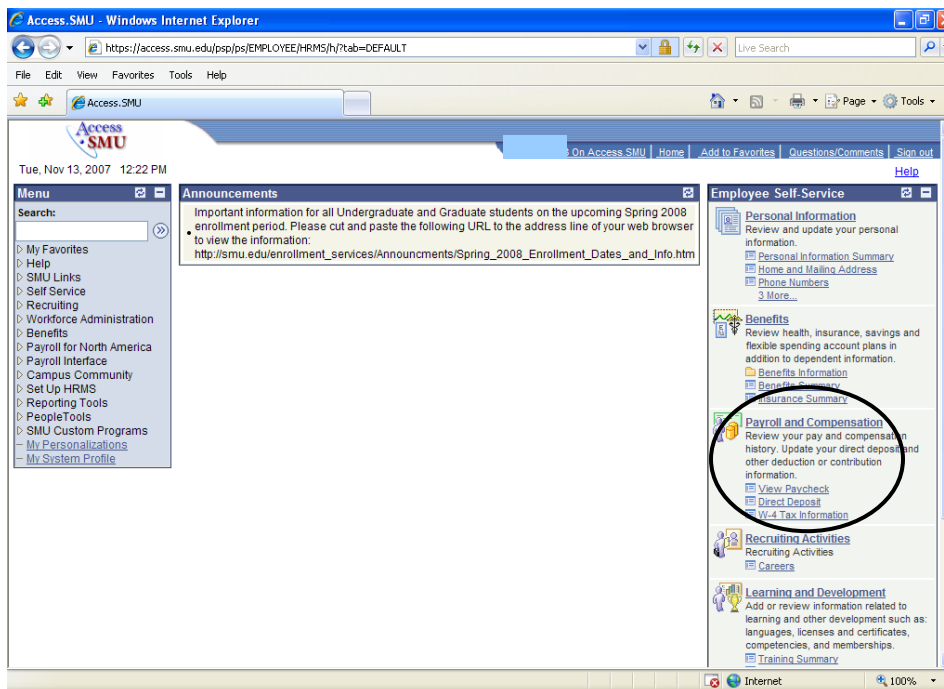 Access.SMU - Windows Internet Explorer
https://access.smu.edu/psp/ps/EMPLOYEE/HRMS/h/?tab=DEFAULT
Live Search
File Edit View Favorites Tools Help
Access.SMU
Page
Tools
Access
SMU
On Access.SMU | Home | Add to Favorites | Questions/Comments | Sign out
Tue, Nov 13, 2007 12:22 PM
Help
Menu
Search:
My Favorites
Help
SMU Links
Self Service
Recruiting
Workforce Administration
Benefits
Payroll for North America
Payroll Interface
Campus Community
Set Up HRMS
Reporting Tools
PeopleTools
SMU Custom Programs
My Personalizations
My System Profile
Announcements
Important information for all Undergraduate and Graduate students on the upcoming Spring 2008
enrollment period. Please cut and paste the following URL to the address line of your web browser
to view the information:
http://smu.edu/enrollment_services/Announcments/Spring_2008_Enrollment_Dates_and_Info.htm
Employee Self-Service
Personal Information
Review and update your personal
information.
Personal Information Summary
Home and Mailing Address
Phone Numbers
3 More...
Benefits
Review health, insurance, savings and
flexible spending account plans in
addition to dependent information.
Benefits Information
Benefits Summary
Insurance Summary
Payroll and Compensation
Review your pay and compensation
history. Update your direct deposit and
other deduction or contribution
information.
View Paycheck
Direct Deposit
W-4 Tax Information
Recruiting Activities
Recruiting Activities
Careers
Learning and Development
Add or review information related to
learning and other development such as:
languages, licenses and certificates,
competencies, and memberships.
Training Summary
Internet
100%